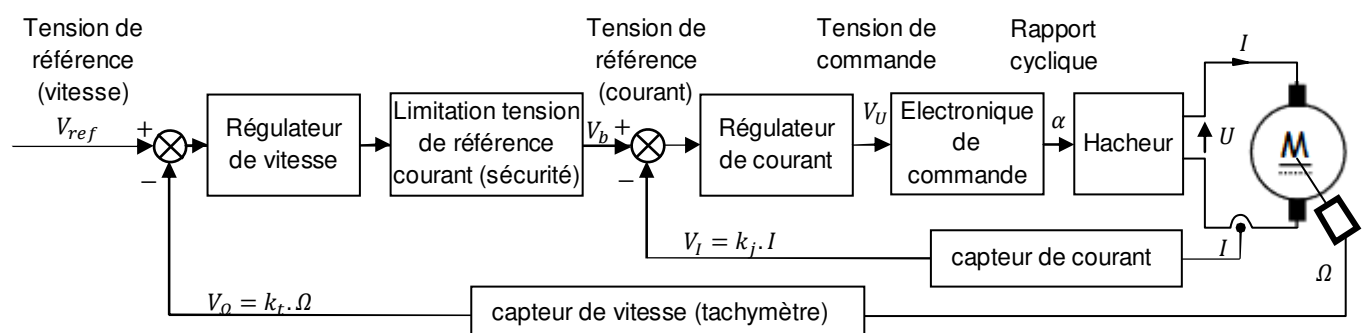 Tension de
référence
(vitesse)
V_ref
+
−
Régulateur
de vitesse
Limitation tension
de référence
courant (sécurité)
Tension de
référence
(courant)
V_b
+
−
Régulateur
de courant
Tension de
commande
V_U
Electronique
de
commande
Rapport
cyclique
α
Hacheur
I
U
M
V_I = k_j. I
capteur de courant
I
Ω
V_Ω = k_t. Ω
capteur de vitesse (tachymètre)